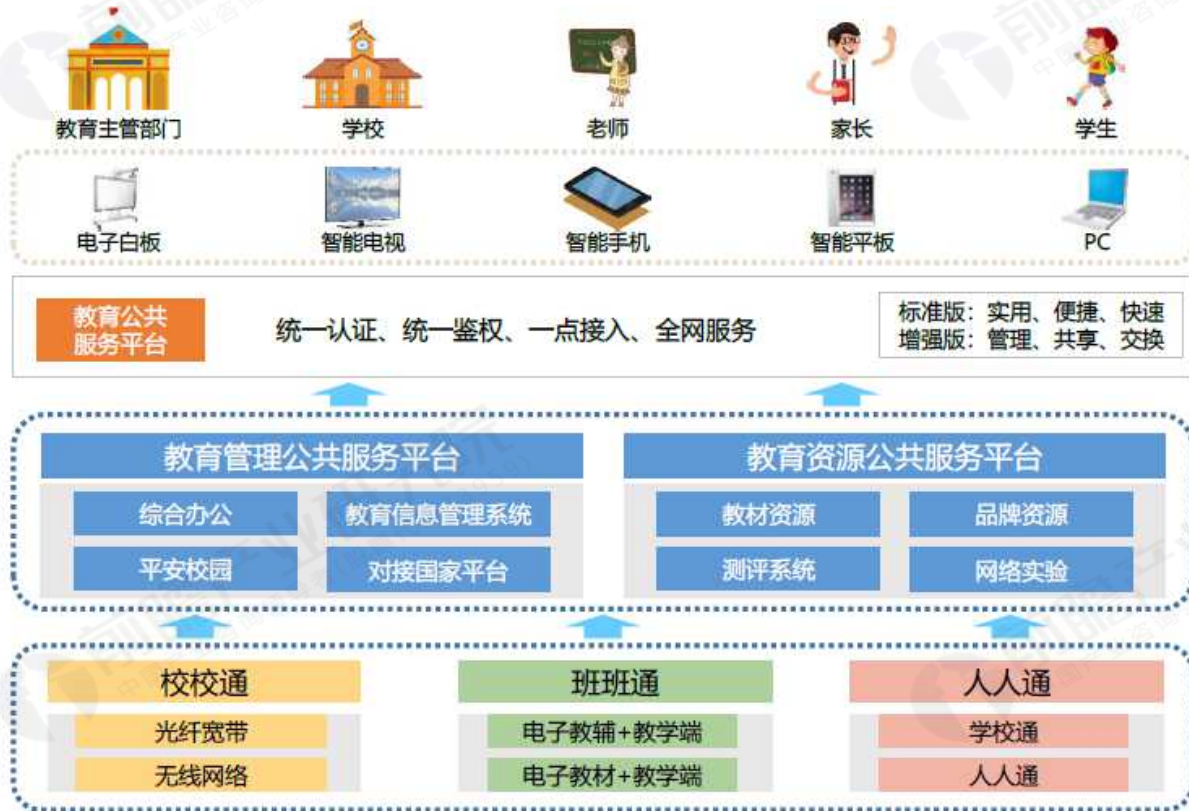 教育主管部门
学校
老师
家长
学生
电子白板
智能电视
智能手机
智能平板
PC
教育公共
服务平台
统一认证、统一鉴权、一点接入、全网服务
标准版：实用、便捷、快速
增强版：管理、共享、交换
教育管理公共服务平台
教育资源公共服务平台
综合办公
教育信息管理系统
教材资源
品牌资源
平安校园
对接国家平台
测评系统
网络实验
校校通
班班通
人人通
光纤宽带
电子教辅+教学端
学校通
无线网络
电子教材+教学端
人人通